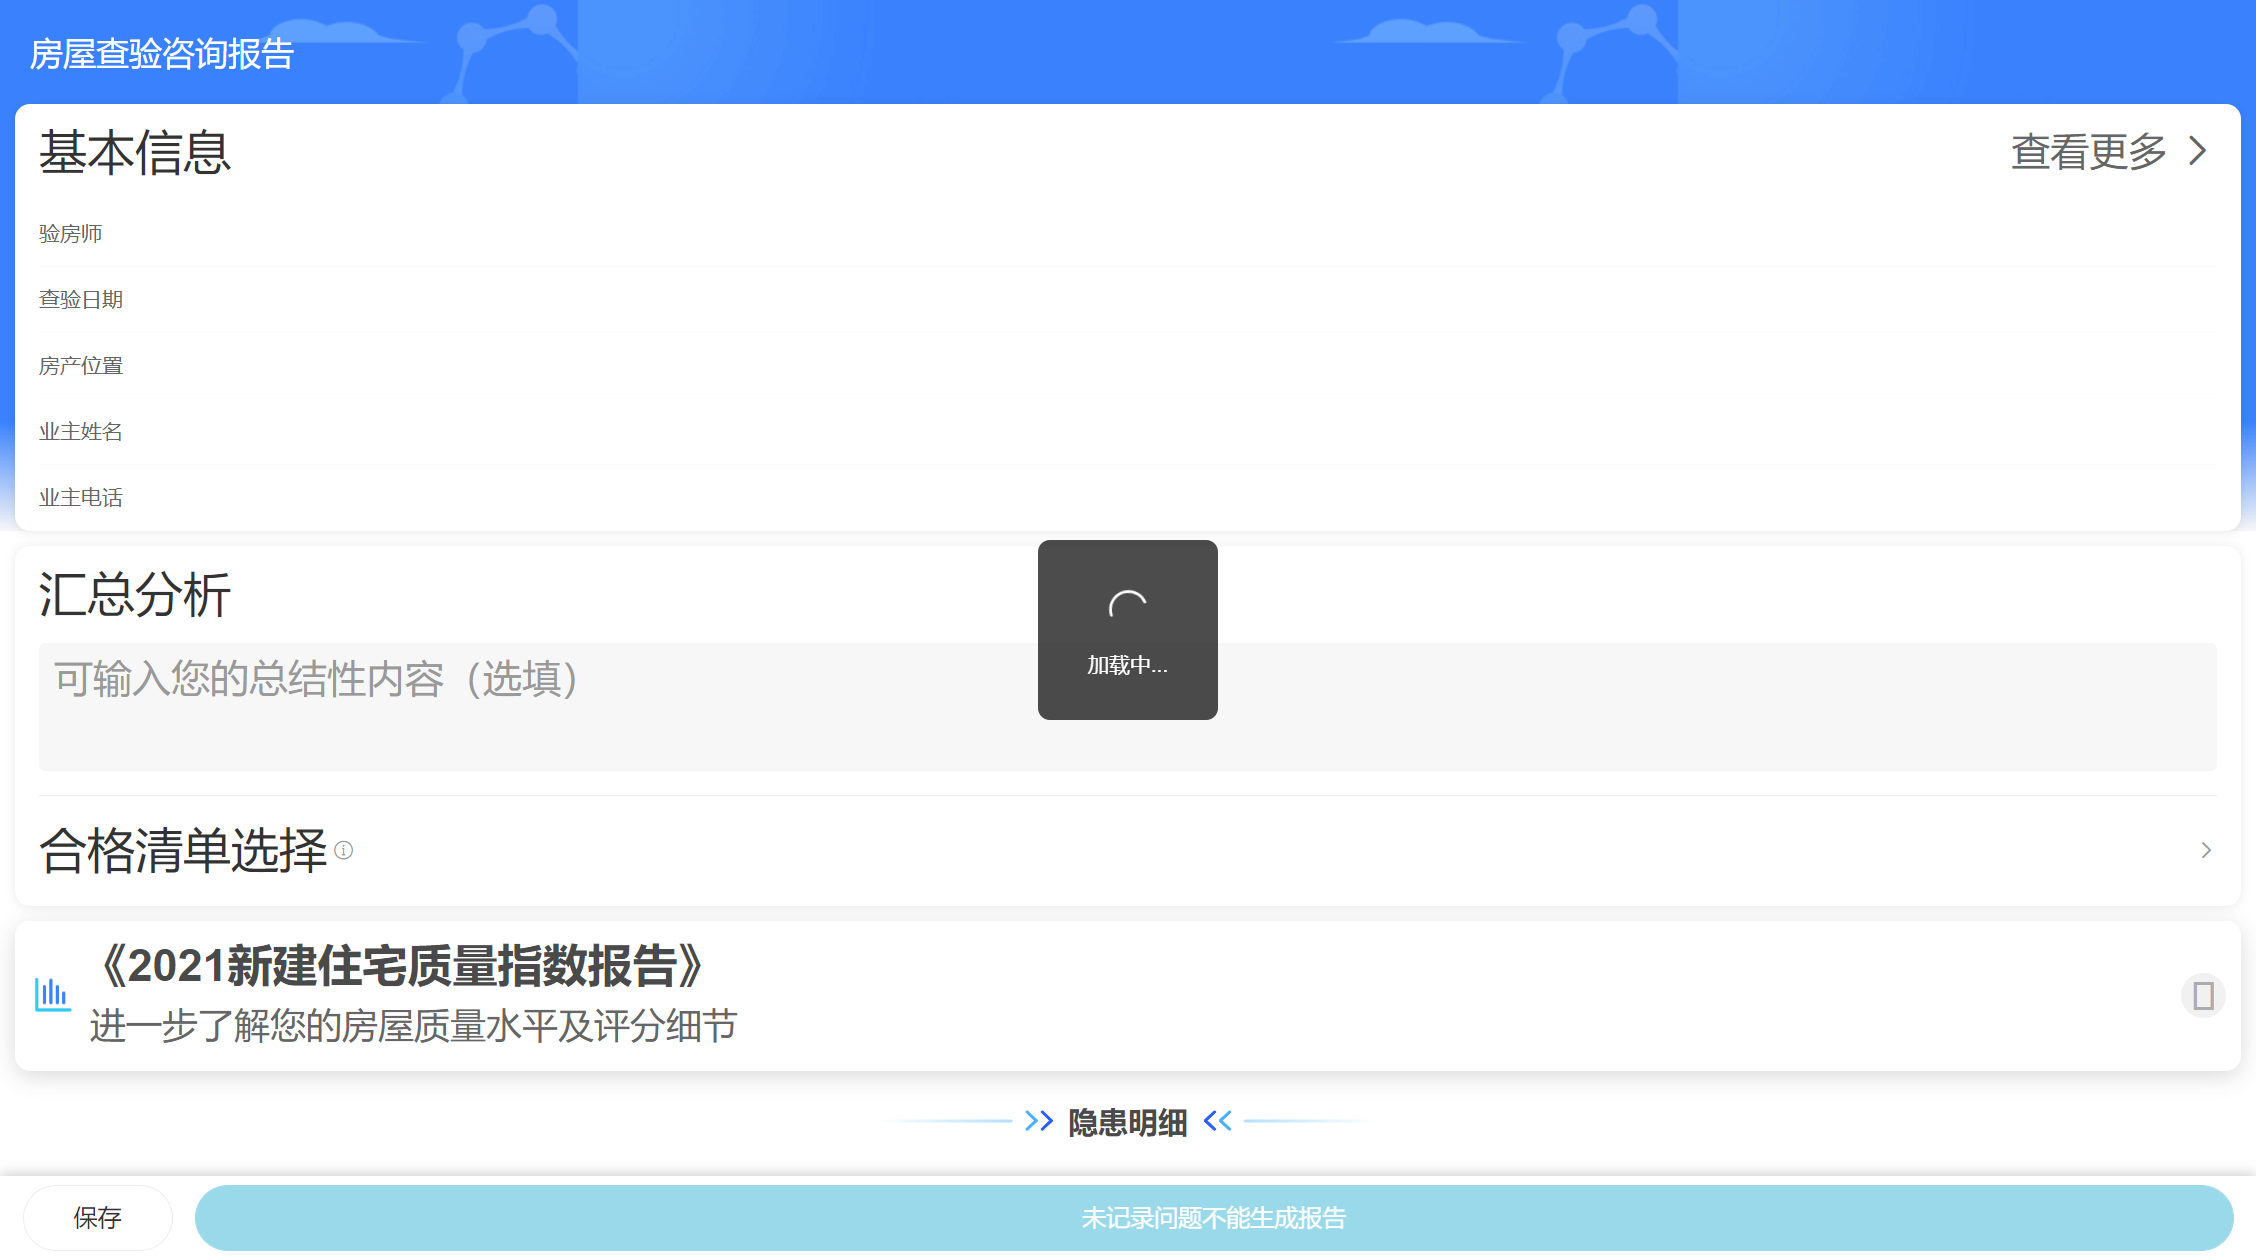 房屋查验咨询报告
基本信息
查看更多
验房师
查验日期
房产位置
业主姓名
业主电话
汇总分析
可输入您的总结性内容（选填）
加载中...
合格清单选择
《2021新建住宅质量指数报告》
进一步了解您的房屋质量水平及评分细节
隐患明细
保存
未记录问题不能生成报告